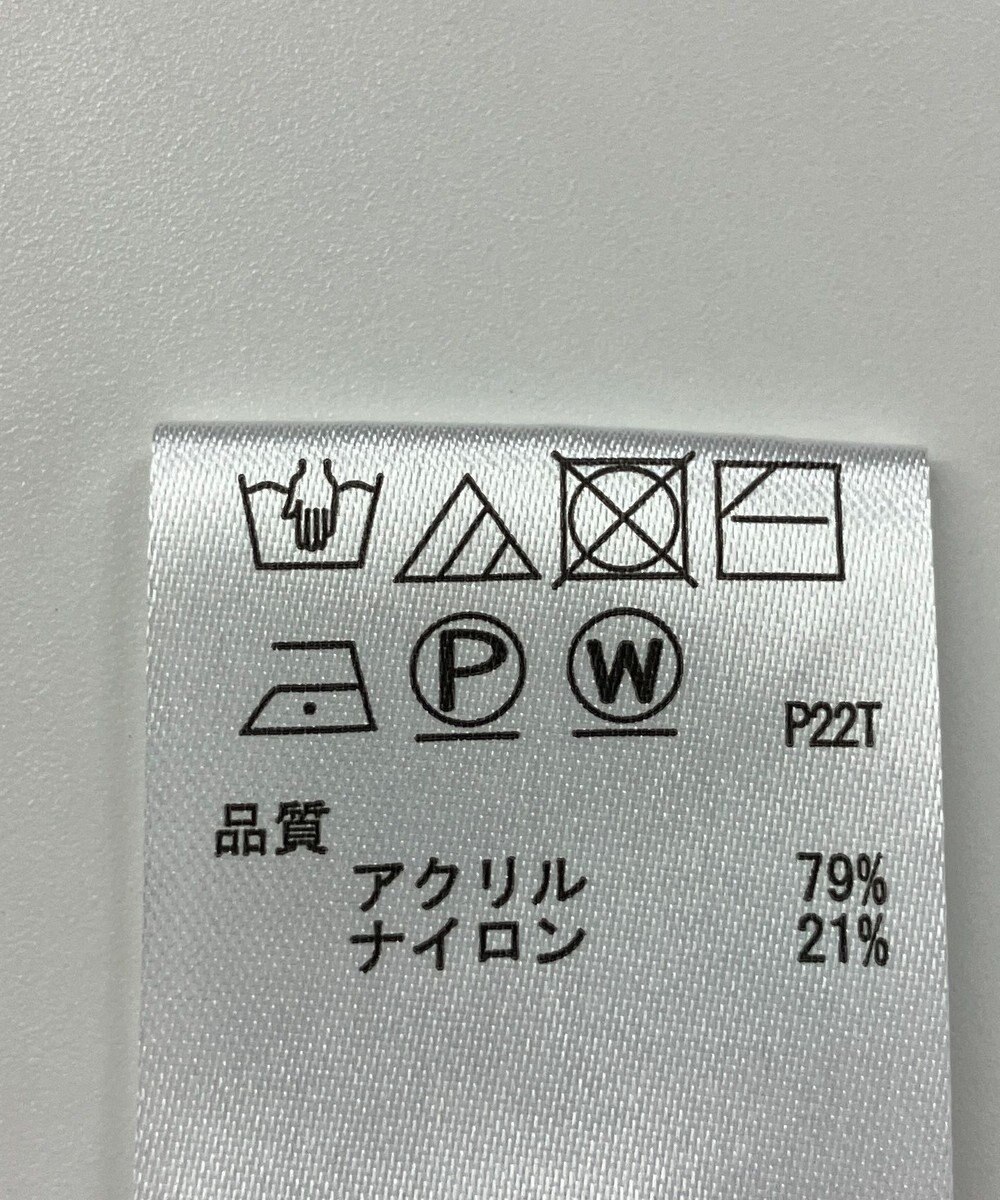 P W P22T
品質
アクリル 79%
ナイロン 21%